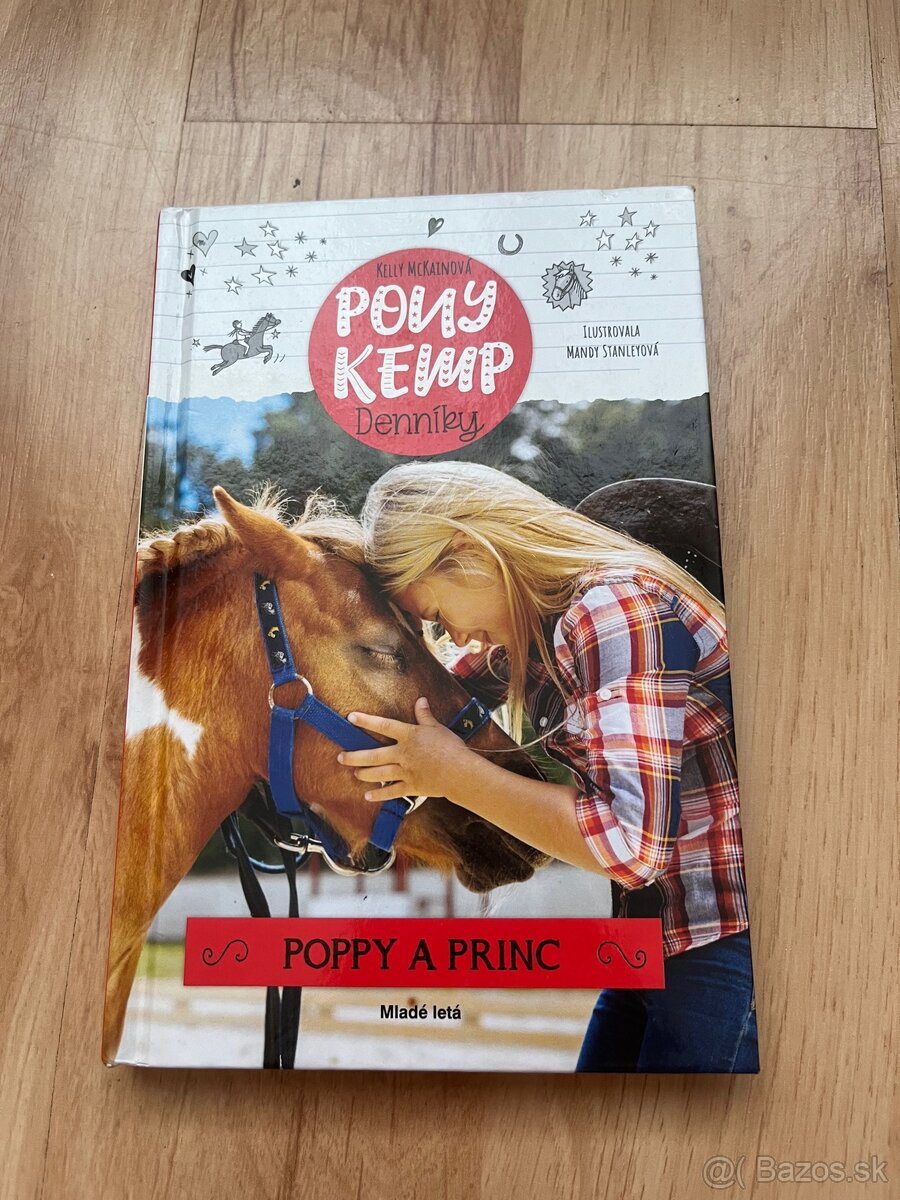 KELLY MCKAINOVÁ
PONY
KEMP
Denníky
ILUSTROVALA
MANDY STANLEYOVÁ
POPPY A PRINC
Mladé letá
@( Bazos.sk